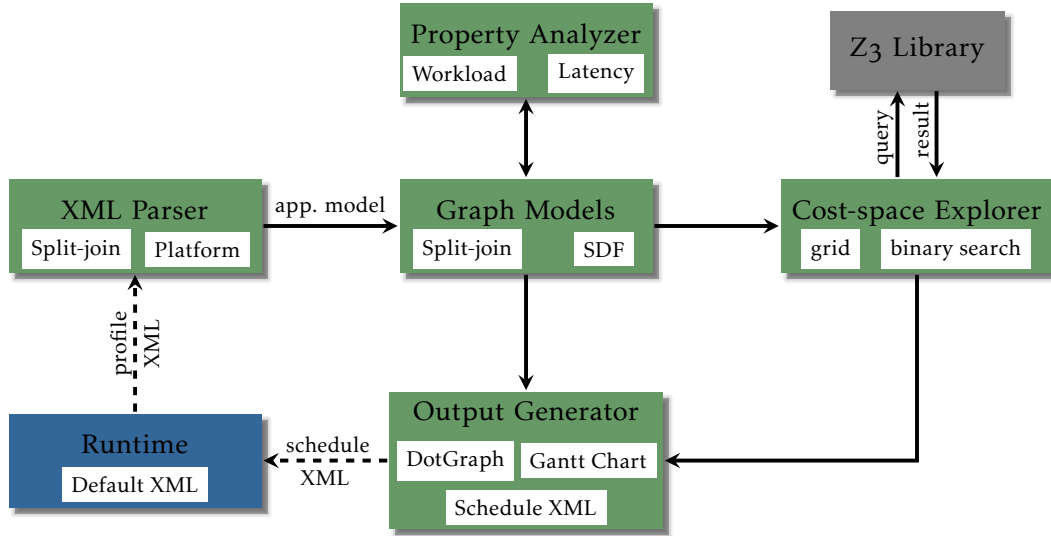 Property Analyzer
Workload
Latency
Z3 Library
query
result
XML Parser
Split-join
Platform
app. model
Graph Models
Split-join
SDF
Cost-space Explorer
grid
binary search
profile
XML
Runtime
Default XML
schedule
XML
Output Generator
DotGraph
Gantt Chart
Schedule XML